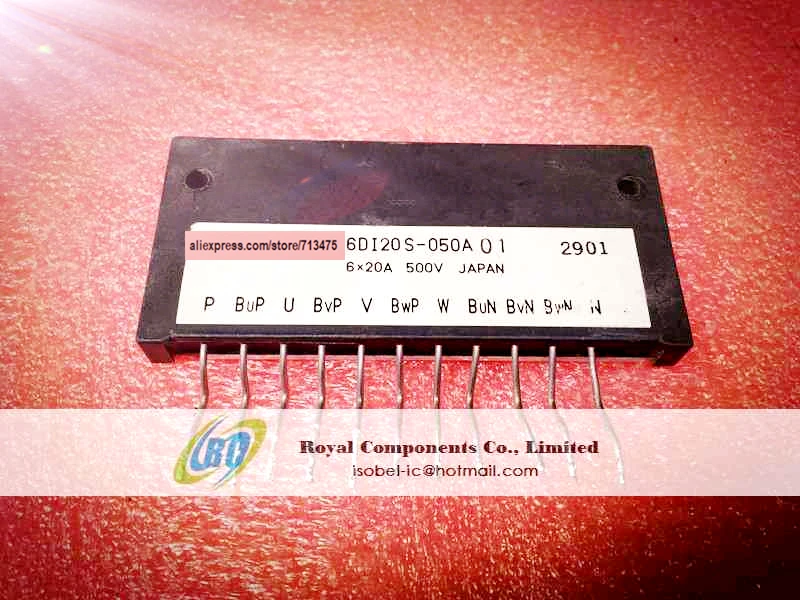 aliexpress.com/store/713475 6DI20S-050A 01 2901
6×20A 500V JAPAN
P BUP U BVP V BWP W BUN BVN BWN N
RO Royal Components Co., Limited
isobel-ic@hotmail.com